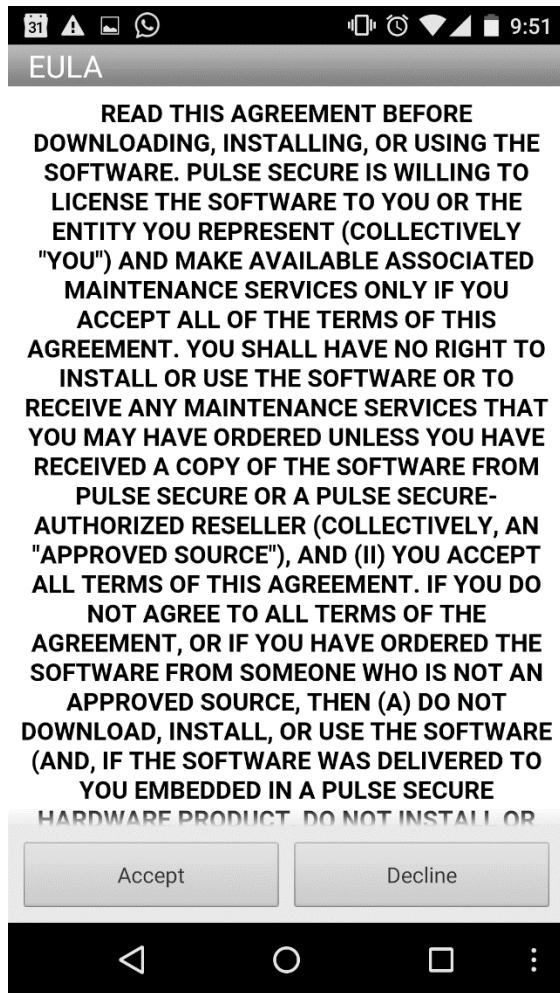 31
9:51
EULA
READ THIS AGREEMENT BEFORE
DOWNLOADING, INSTALLING, OR USING THE
SOFTWARE. PULSE SECURE IS WILLING TO
LICENSE THE SOFTWARE TO YOU OR THE
ENTITY YOU REPRESENT (COLLECTIVELY
"YOU") AND MAKE AVAILABLE ASSOCIATED
MAINTENANCE SERVICES ONLY IF YOU
ACCEPT ALL OF THE TERMS OF THIS
AGREEMENT. YOU SHALL HAVE NO RIGHT TO
INSTALL OR USE THE SOFTWARE OR TO
RECEIVE ANY MAINTENANCE SERVICES THAT
YOU MAY HAVE ORDERED UNLESS YOU HAVE
RECEIVED A COPY OF THE SOFTWARE FROM
PULSE SECURE OR A PULSE SECURE-
AUTHORIZED RESELLER (COLLECTIVELY, AN
"APPROVED SOURCE"), AND (II) YOU ACCEPT
ALL TERMS OF THIS AGREEMENT. IF YOU DO
NOT AGREE TO ALL TERMS OF THE
AGREEMENT, OR IF YOU HAVE ORDERED THE
SOFTWARE FROM SOMEONE WHO IS NOT AN
APPROVED SOURCE, THEN (A) DO NOT
DOWNLOAD, INSTALL, OR USE THE SOFTWARE
(AND, IF THE SOFTWARE WAS DELIVERED TO
YOU EMBEDDED IN A PULSE SECURE
HARDWARE PRODUCT, DO NOT INSTALL OR
Accept
Decline